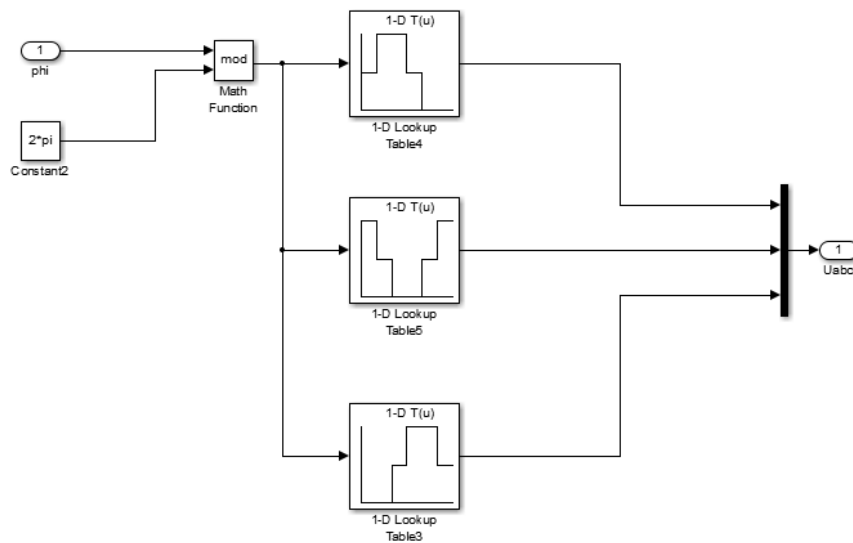 1
phi
2*pi
Constant2
mod
Math
Function
1-D T(u)
1-D Lookup
Table4
1-D T(u)
1-D Lookup
Table5
1-D T(u)
1-D Lookup
Table3
1
Uabc